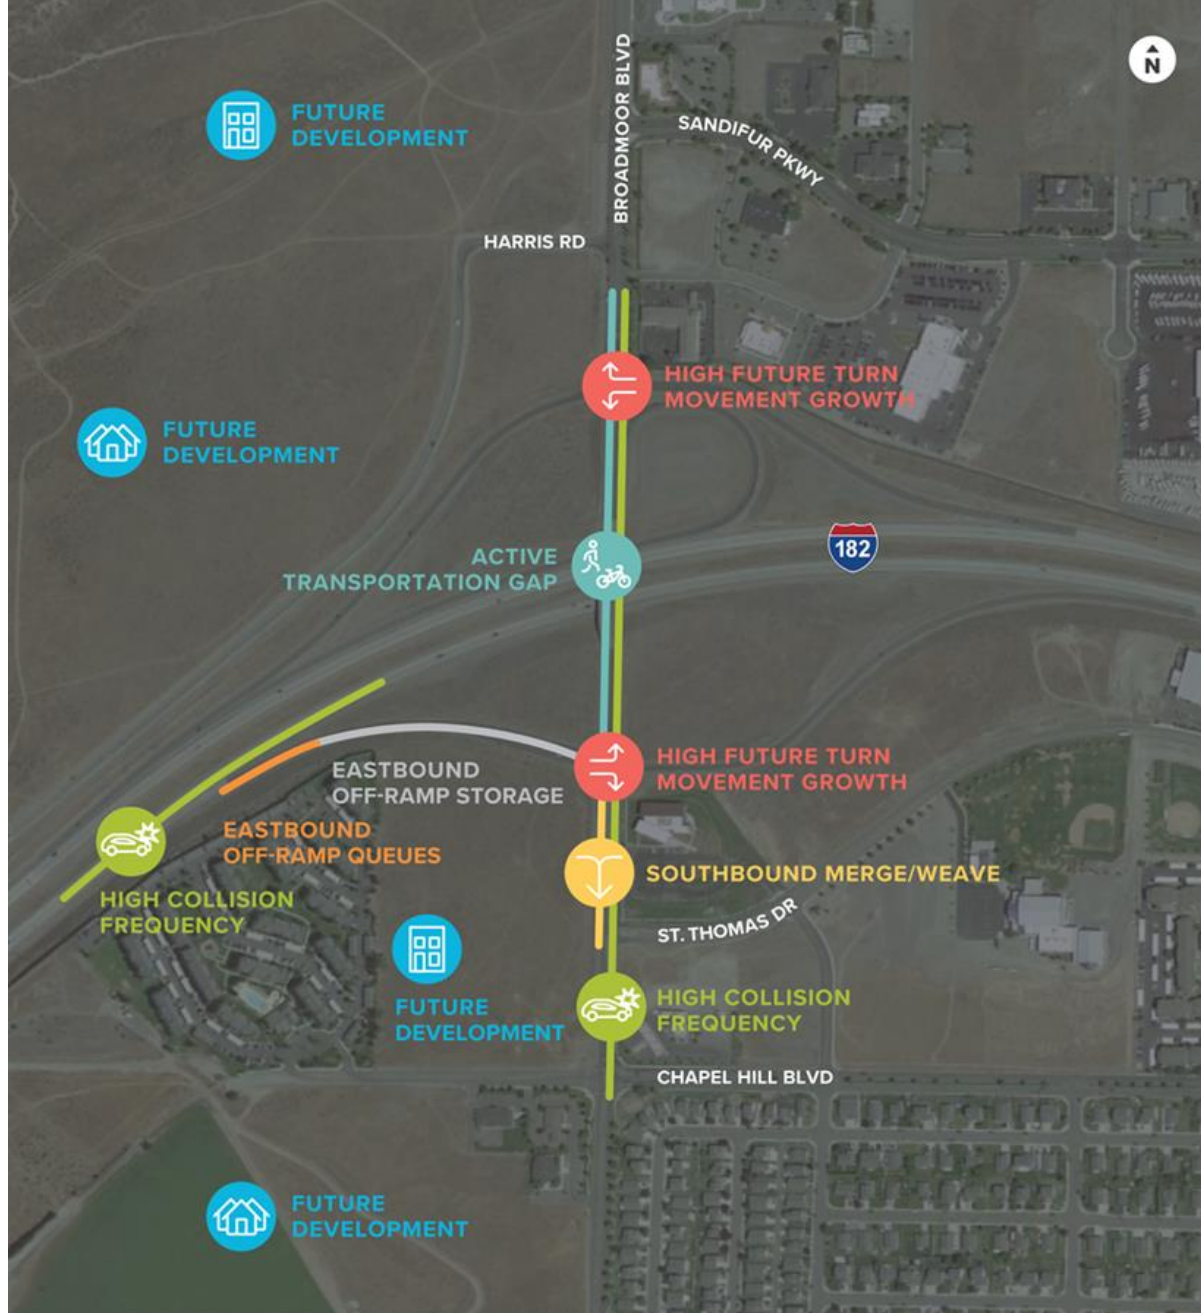 N
BROADMOOR BLVD
SANDIFUR PKWY
FUTURE
DEVELOPMENT
HARRIS RD
HIGH FUTURE TURN
MOVEMENT GROWTH
FUTURE
DEVELOPMENT
182
ACTIVE
TRANSPORTATION GAP
HIGH FUTURE TURN
MOVEMENT GROWTH
EASTBOUND
OFF-RAMP STORAGE
EASTBOUND
OFF-RAMP QUEUES
SOUTHBOUND MERGE/WEAVE
HIGH COLLISION
FREQUENCY
ST. THOMAS DR
FUTURE
DEVELOPMENT
HIGH COLLISION
FREQUENCY
CHAPEL HILL BLVD
FUTURE
DEVELOPMENT